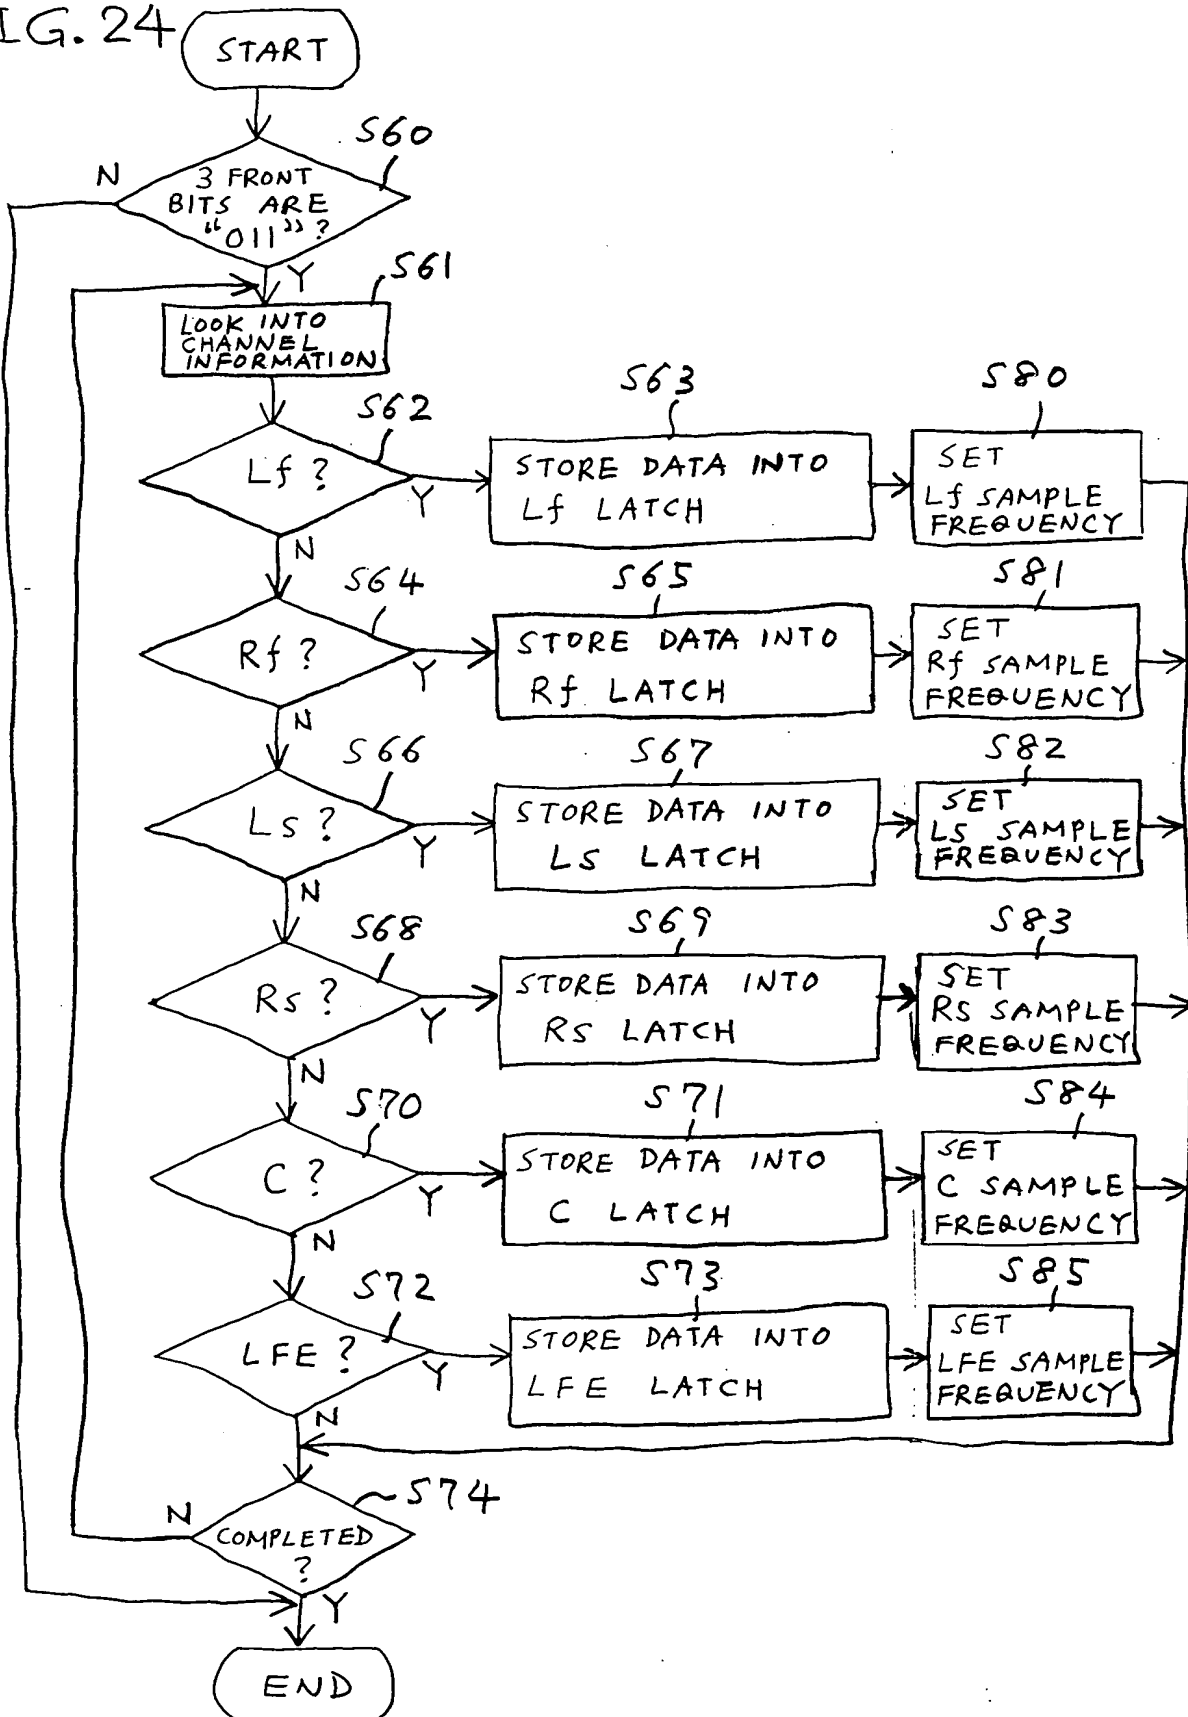 IG. 24
START
S60
N
3 FRONT
BITS ARE
"011" ?
Y
S61
LOOK INTO
CHANNEL
INFORMATION
S62
Lf ?
Y
N
S63
STORE DATA INTO
Lf LATCH
S80
SET
Lf SAMPLE
FREQUENCY
S64
Rf ?
Y
N
S65
STORE DATA INTO
Rf LATCH
S81
SET
Rf SAMPLE
FREQUENCY
S66
Ls ?
Y
N
S67
STORE DATA INTO
Ls LATCH
S82
SET
Ls SAMPLE
FREQUENCY
S68
Rs ?
Y
N
S69
STORE DATA INTO
Rs LATCH
S83
SET
Rs SAMPLE
FREQUENCY
S70
C ?
Y
N
S71
STORE DATA INTO
C LATCH
S84
SET
C SAMPLE
FREQUENCY
S72
LFE ?
Y
N
S73
STORE DATA INTO
LFE LATCH
S85
SET
LFE SAMPLE
FREQUENCY
S74
N
COMPLETED
?
Y
END